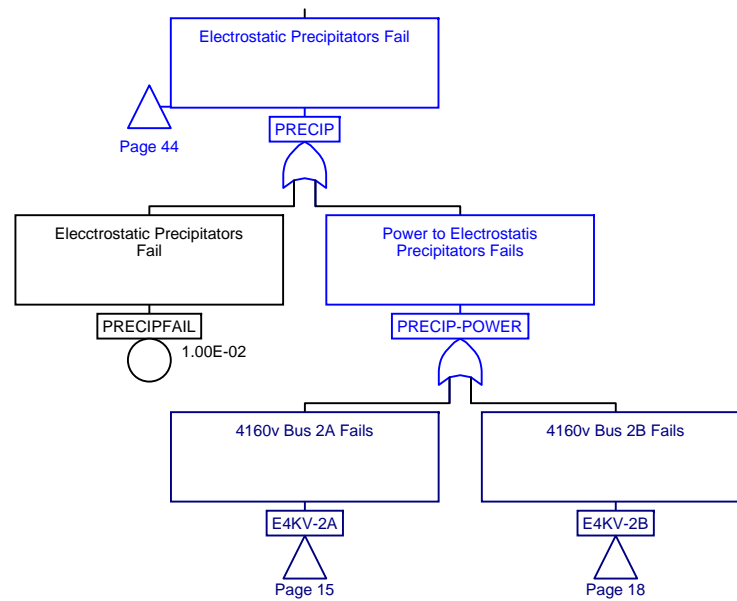 Electrostatic Precipitators Fail
Page 44
PRECIP
Elecctrostatic Precipitators
Fail
Power to Electrostatis
Precipitators Fails
PRECIPFAIL
1.00E-02
PRECIP-POWER
4160v Bus 2A Fails
4160v Bus 2B Fails
E4KV-2A
E4KV-2B
Page 15
Page 18